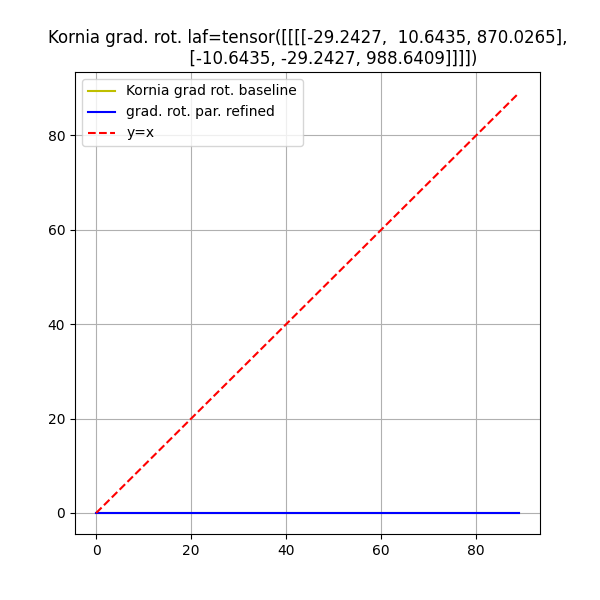 Kornia grad. rot. laf=tensor([[[[-29.2427,  10.6435, 870.0265],
[-10.6435, -29.2427, 988.6409]]]])
Kornia grad rot. baseline
grad. rot. par. refined
y=x
80
60
40
20
0
0 20 40 60 80